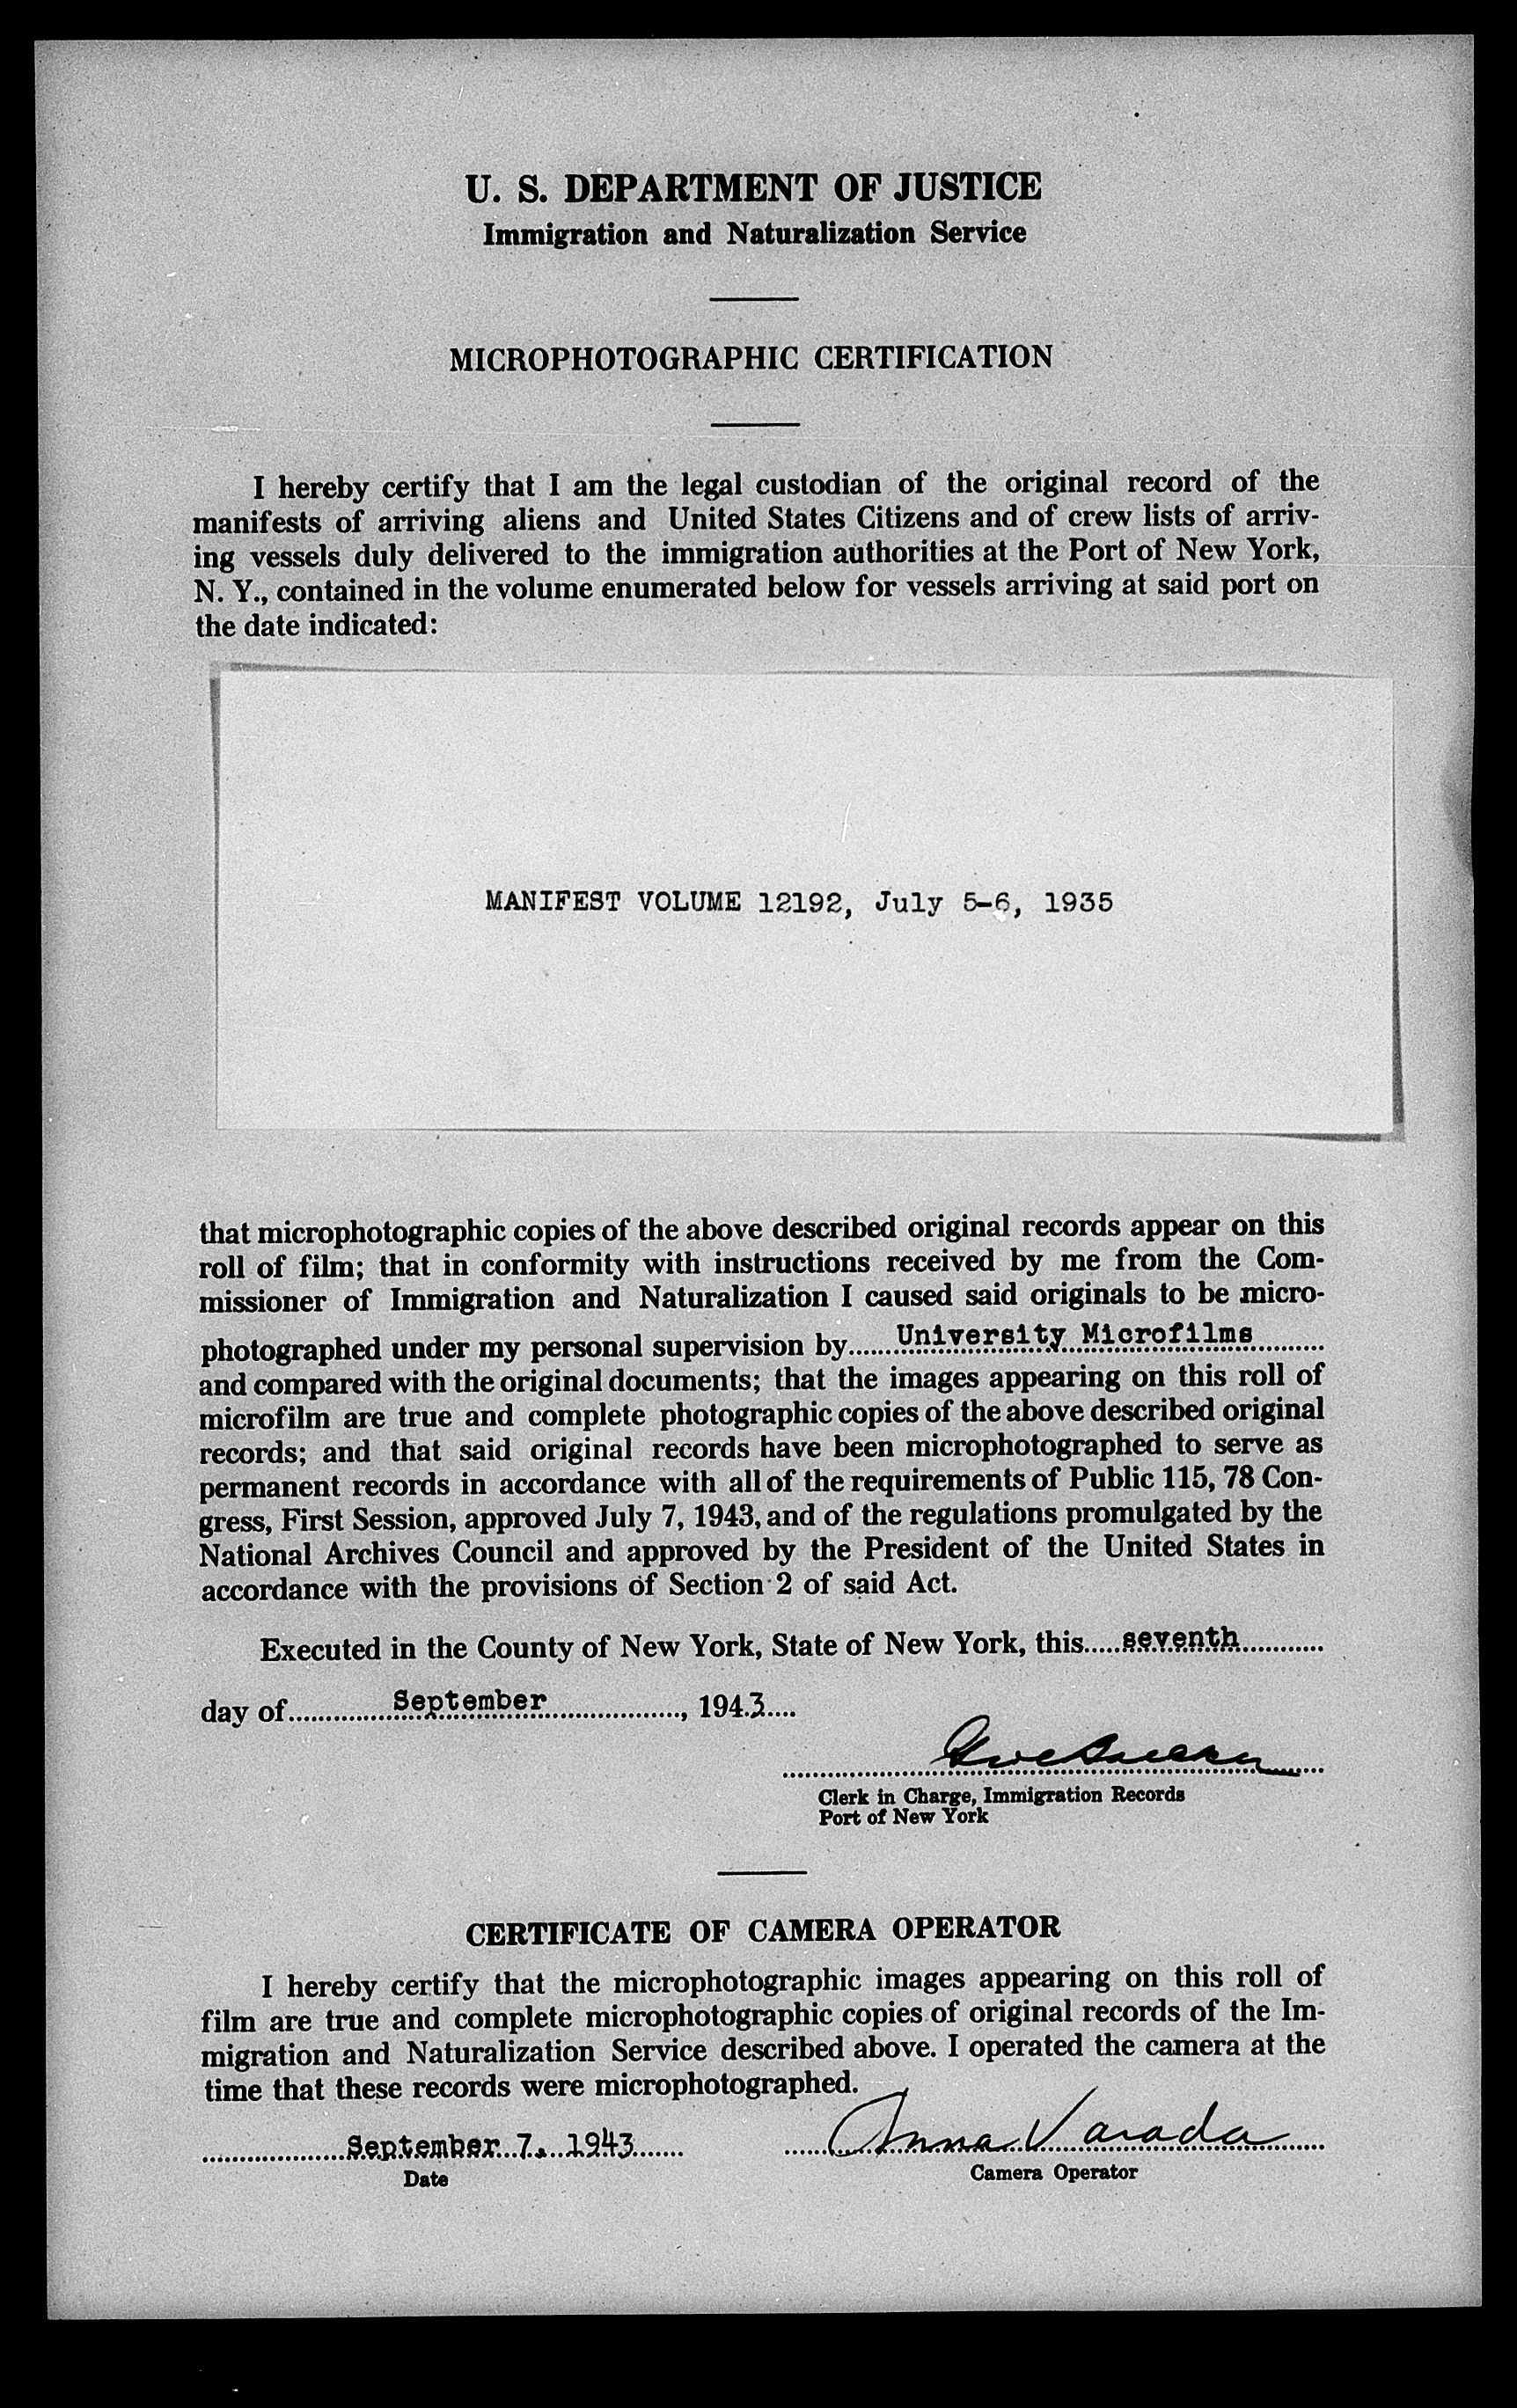 U. S. DEPARTMENT OF JUSTICE
Immigration and Naturalization Service
MICROPHOTOGRAPHIC CERTIFICATION
I hereby certify that I am the legal custodian of the original record of the
manifests of arriving aliens and United States Citizens and of crew lists of arriv-
ing vessels duly delivered to the immigration authorities at the Port of New York,
N. Y., contained in the volume enumerated below for vessels arriving at said port on
the date indicated:
MANIFEST VOLUME 12192, July 5-6, 1935
that microphotographic copies of the above described original records appear on this
roll of film; that in conformity with instructions received by me from the Com-
missioner of Immigration and Naturalization I caused said originals to be micro-
photographed under my personal supervision by University Microfilms
and compared with the original documents; that the images appearing on this roll of
microfilm are true and complete photographic copies of the above described original
records; and that said original records have been microphotographed to serve as
permanent records in accordance with all of the requirements of Public 115, 78 Con-
gress, First Session, approved July 7, 1943, and of the regulations promulgated by the
National Archives Council and approved by the President of the United States in
accordance with the provisions of Section 2 of said Act.
Executed in the County of New York, State of New York, this seventh
day of September, 1943
Clerk in Charge, Immigration Records
Port of New York
CERTIFICATE OF CAMERA OPERATOR
I hereby certify that the microphotographic images appearing on this roll of
film are true and complete microphotographic copies of original records of the Im-
migration and Naturalization Service described above. I operated the camera at the
time that these records were microphotographed.
September 7, 1943 Anna Varada
Date Camera Operator